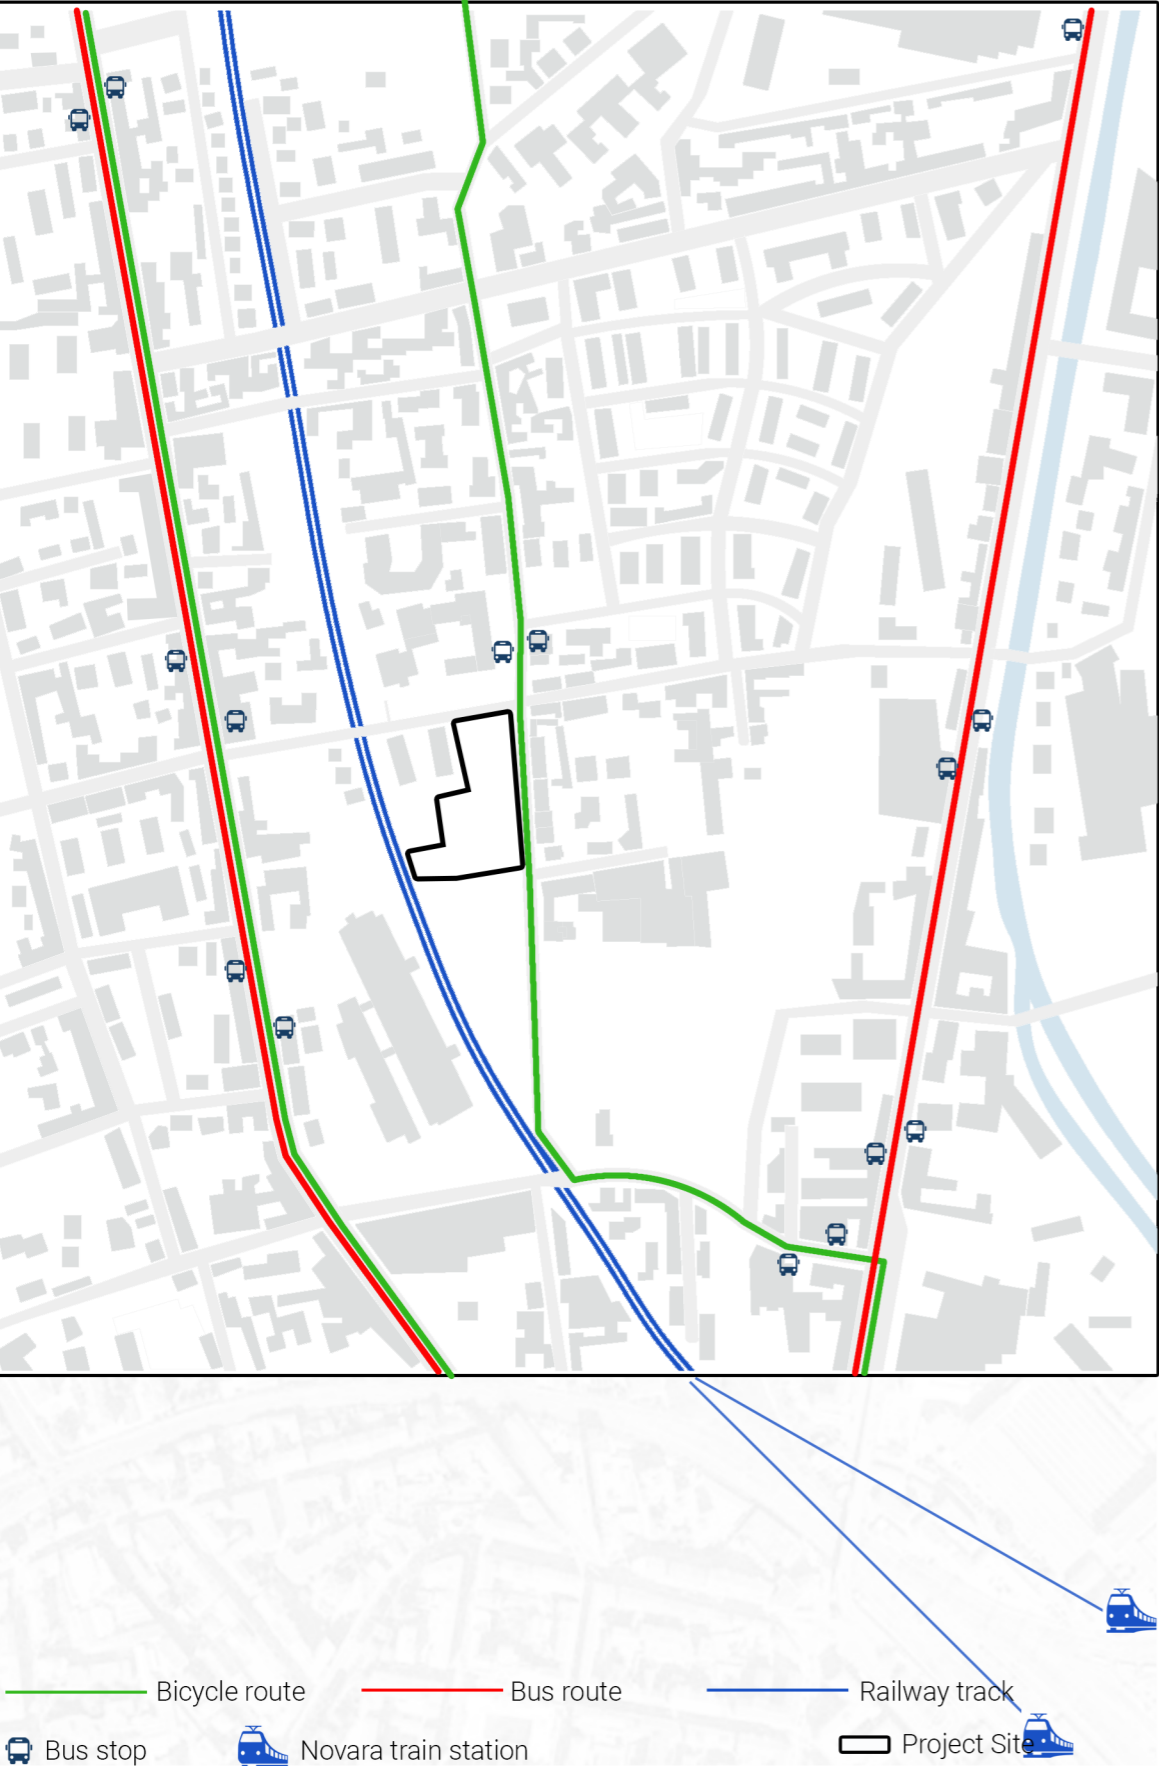 Bicycle route
Bus route
Railway track
Bus stop
Novara train station
Project Site